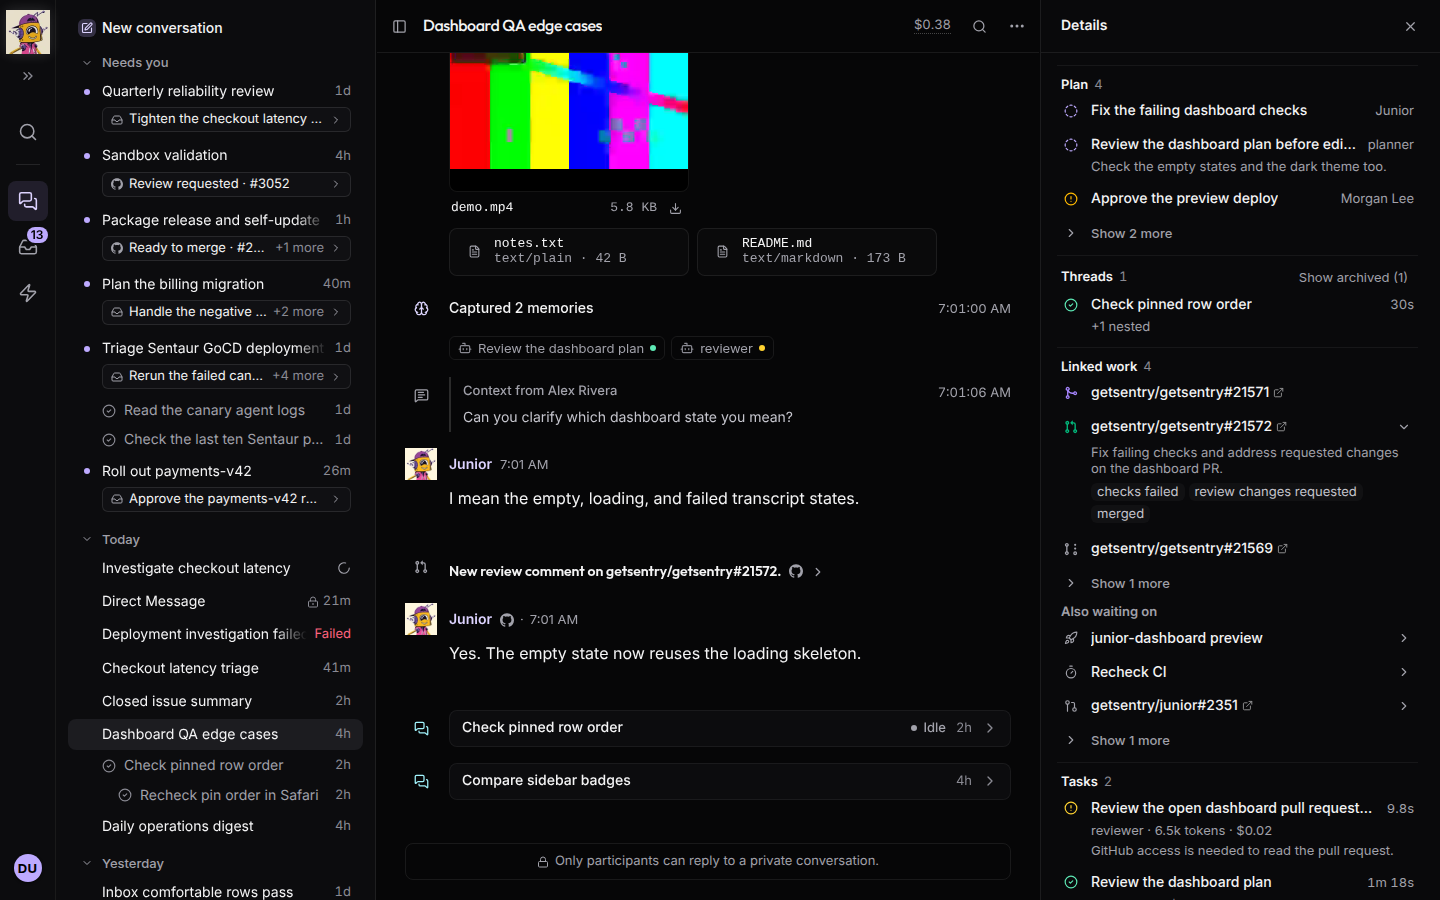 New conversation
Needs you
Quarterly reliability review 1d
Tighten the checkout latency ...
Sandbox validation 4h
Review requested · #3052
Package release and self-update 1h
Ready to merge · #2... +1 more
Plan the billing migration 40m
Handle the negative ... +2 more
Triage Sentaur GoCD deployment 1d
Rerun the failed can... +4 more
Read the canary agent logs 1d
Check the last ten Sentaur p... 1d
Roll out payments-v42 26m
Approve the payments-v42 r...
Today
Investigate checkout latency
Direct Message 21m
Deployment investigation failed Failed
Checkout latency triage 41m
Closed issue summary 2h
Dashboard QA edge cases 4h
Check pinned row order 2h
Recheck pin order in Safari 2h
Daily operations digest 4h
Yesterday
Inbox comfortable rows pass 1d
13
DU
Dashboard QA edge cases $0.38
demo.mp4 5.8 KB
notes.txt
text/plain · 42 B
README.md
text/markdown · 173 B
Captured 2 memories 7:01:00 AM
Review the dashboard plan
reviewer
Context from Alex Rivera 7:01:06 AM
Can you clarify which dashboard state you mean?
Junior 7:01 AM
I mean the empty, loading, and failed transcript states.
New review comment on getsentry/getsentry#21572.
Junior · 7:01 AM
Yes. The empty state now reuses the loading skeleton.
Check pinned row order Idle 2h
Compare sidebar badges 4h
Only participants can reply to a private conversation.
Details
Plan 4
Fix the failing dashboard checks Junior
Review the dashboard plan before edi... planner
Check the empty states and the dark theme too.
Approve the preview deploy Morgan Lee
Show 2 more
Threads 1 Show archived (1)
Check pinned row order 30s
+1 nested
Linked work 4
getsentry/getsentry#21571
getsentry/getsentry#21572
Fix failing checks and address requested changes
on the dashboard PR.
checks failed review changes requested
merged
getsentry/getsentry#21569
Show 1 more
Also waiting on
junior-dashboard preview
Recheck CI
getsentry/junior#2351
Show 1 more
Tasks 2
Review the open dashboard pull request... 9.8s
reviewer · 6.5k tokens · $0.02
GitHub access is needed to read the pull request.
Review the dashboard plan 1m 18s